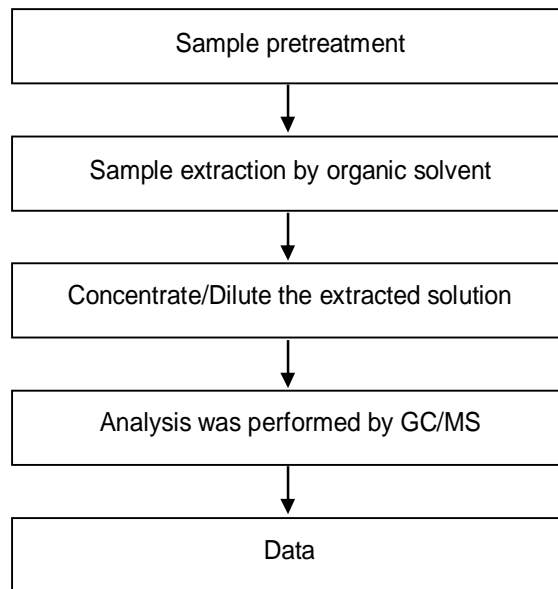 Sample pretreatment
Sample extraction by organic solvent
Concentrate/Dilute the extracted solution
Analysis was performed by GC/MS
Data